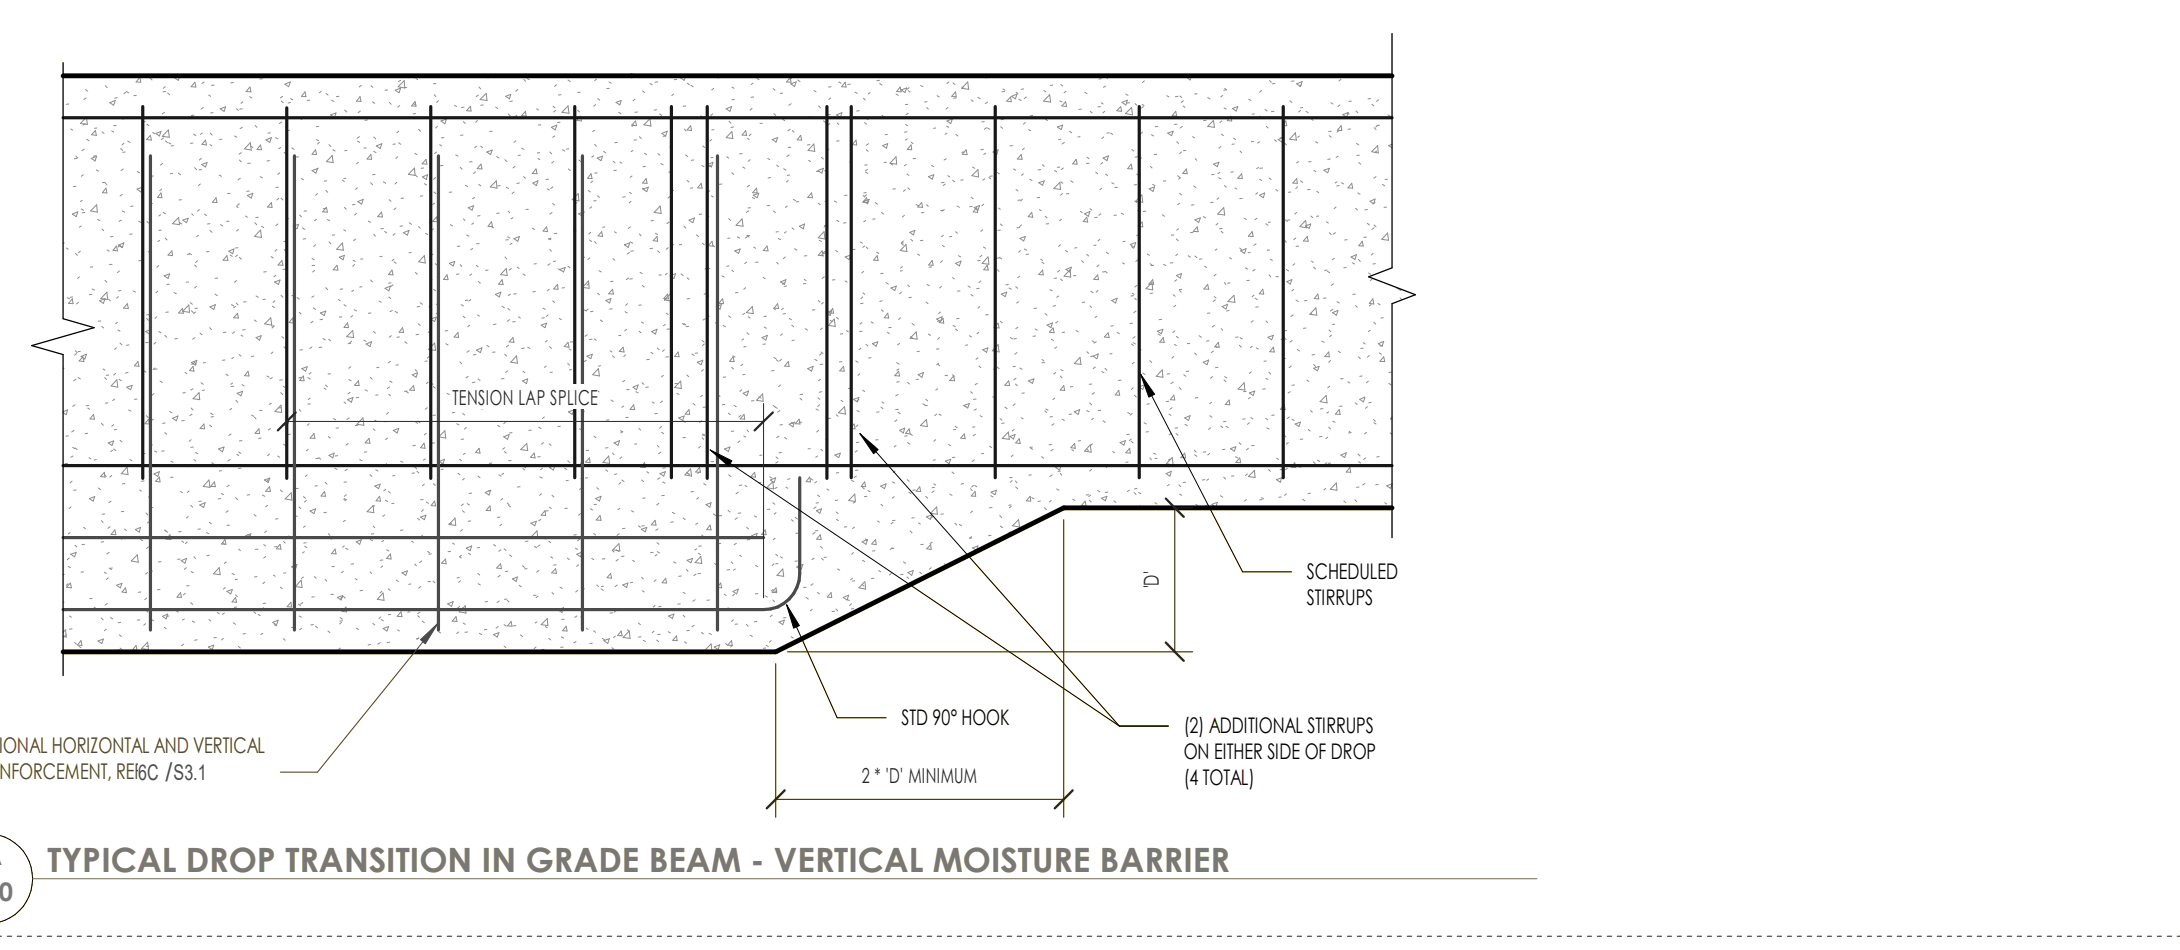 TENSION LAP SPLICE
'D'
SCHEDULED
STIRRUPS
STD 90° HOOK
(2) ADDITIONAL STIRRUPS
ON EITHER SIDE OF DROP
(4 TOTAL)
IONAL HORIZONTAL AND VERTICAL
NFORCEMENT, REF 6C /S3.1
2 * 'D' MINIMUM
TYPICAL DROP TRANSITION IN GRADE BEAM - VERTICAL MOISTURE BARRIER
0